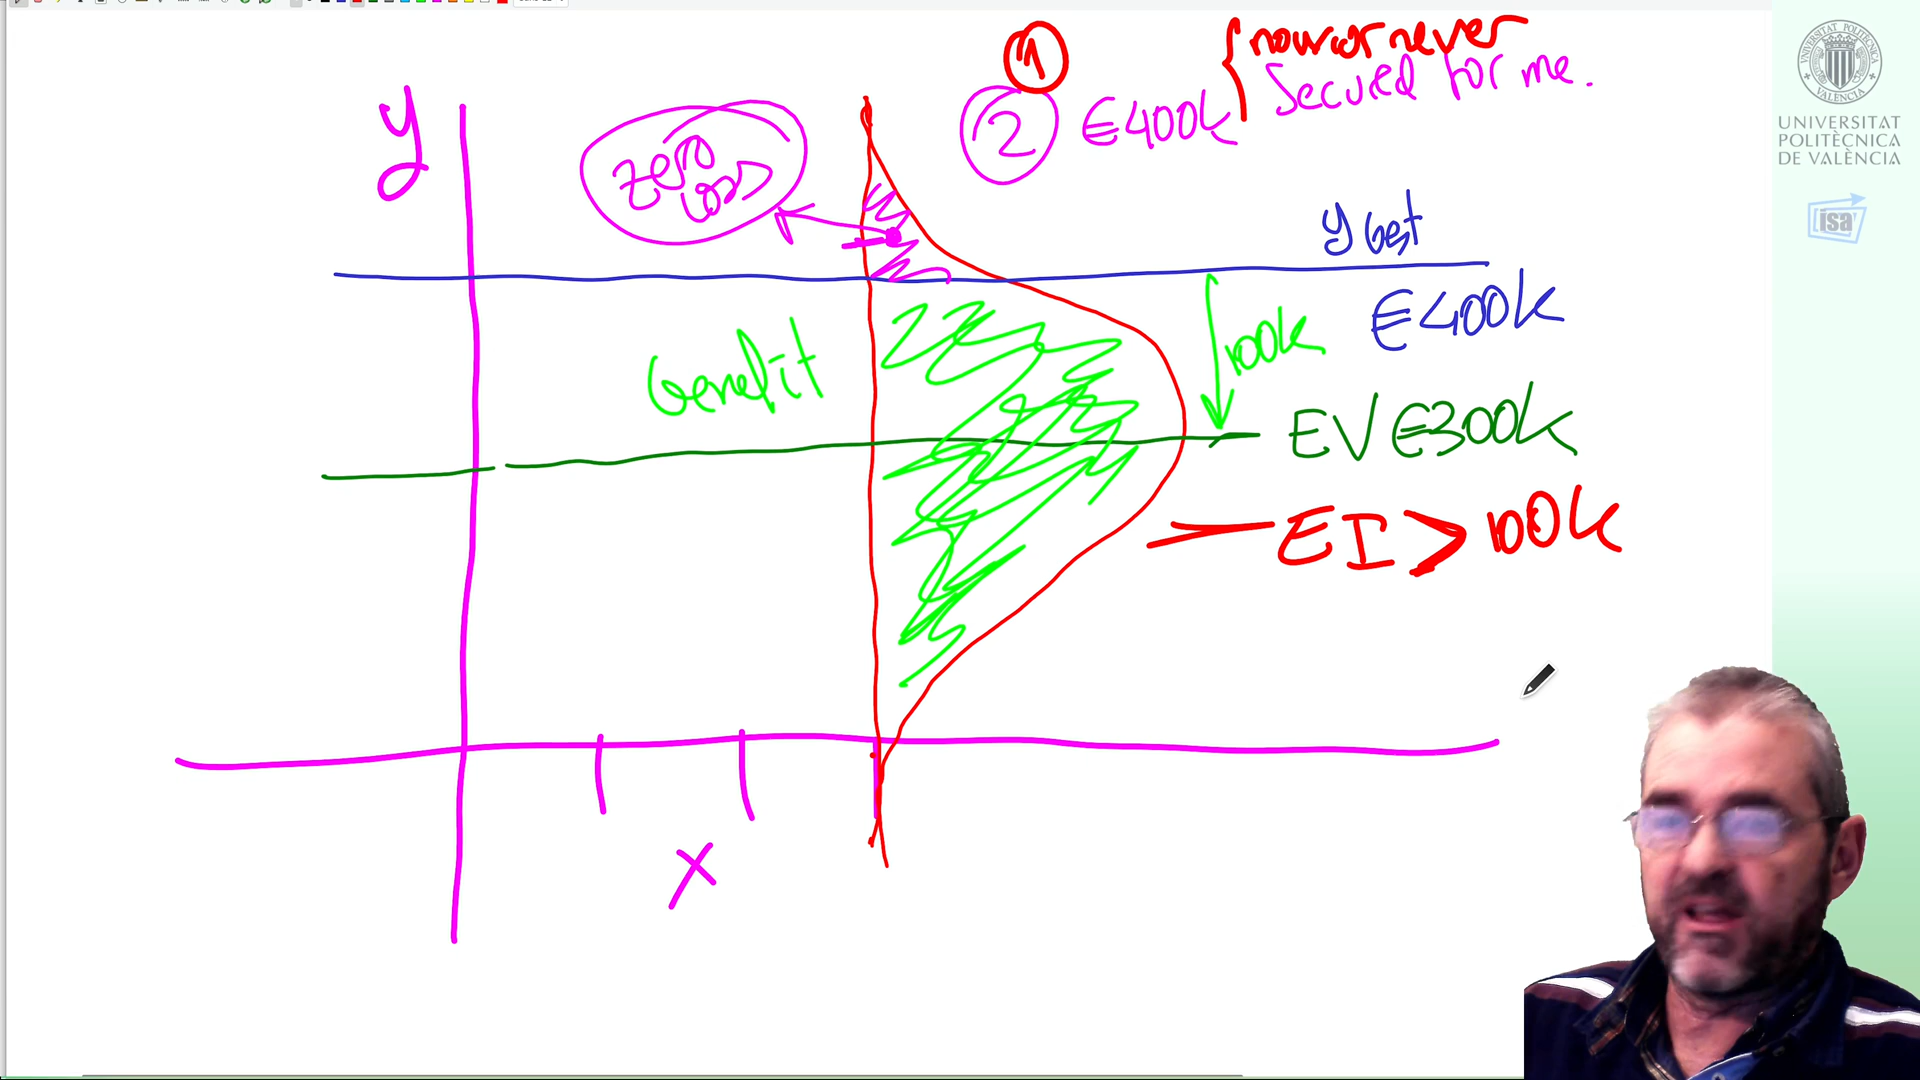 1
now or never
2 €400k
Secured for me.
y
zero
loss
UNIVERSITAT
POLITÈCNICA
DE VALÈNCIA
isa
y best
€400k
100k
benefit
EV €300k
EI > 100k
x